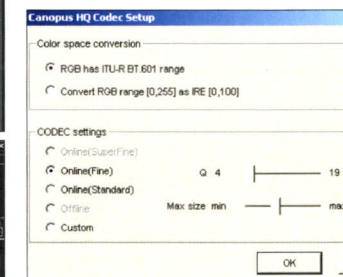 Canopus HQ Codec Setup
Color space conversion
RGB has ITU-R BT.601 range
Convert RGB range [0,255] as IRE [0,100]
CODEC settings
Online(SuperFine)
Online(Fine)
Q 4 19
Online(Standard)
Max size min max
Offline
Custom
OK